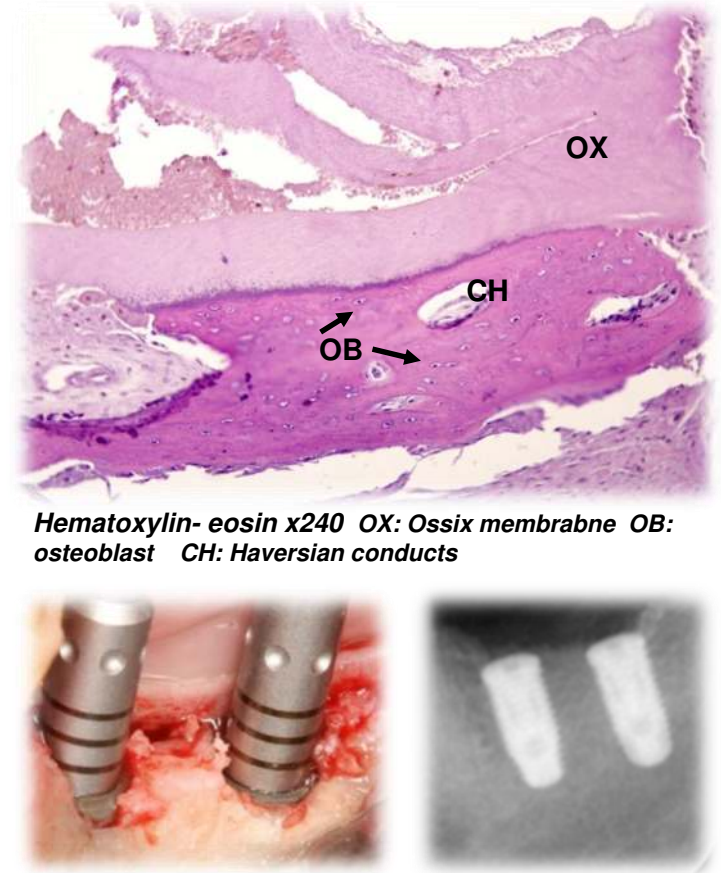 OX
CH
OB
Hematoxylin- eosin x240 OX: Ossix membrabne OB:
osteoblast CH: Haversian conducts